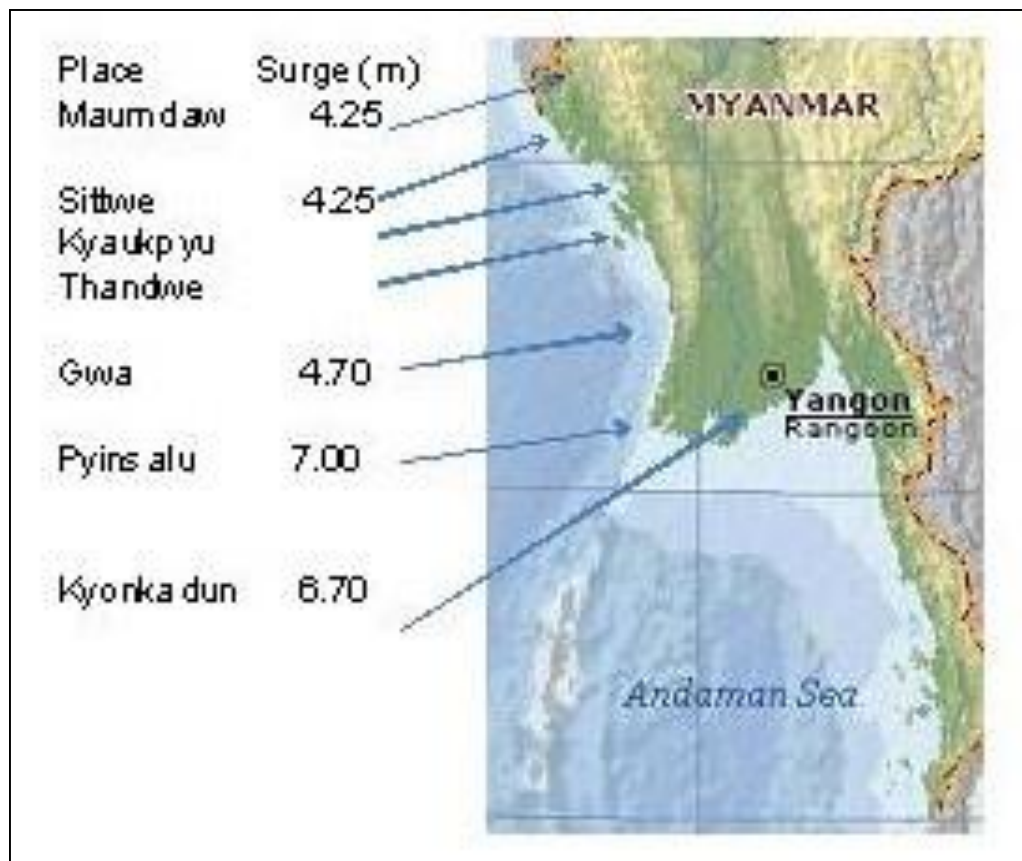 Place Surge (m)
Maumdaw 4.25
Sittwe 4.25
Kyaukpyu
Thandwe
Gwa 4.70
Pyinsalu 7.00
Kyonkadun 6.70
MYANMAR
Yangon
Rangoon
Andaman Sea